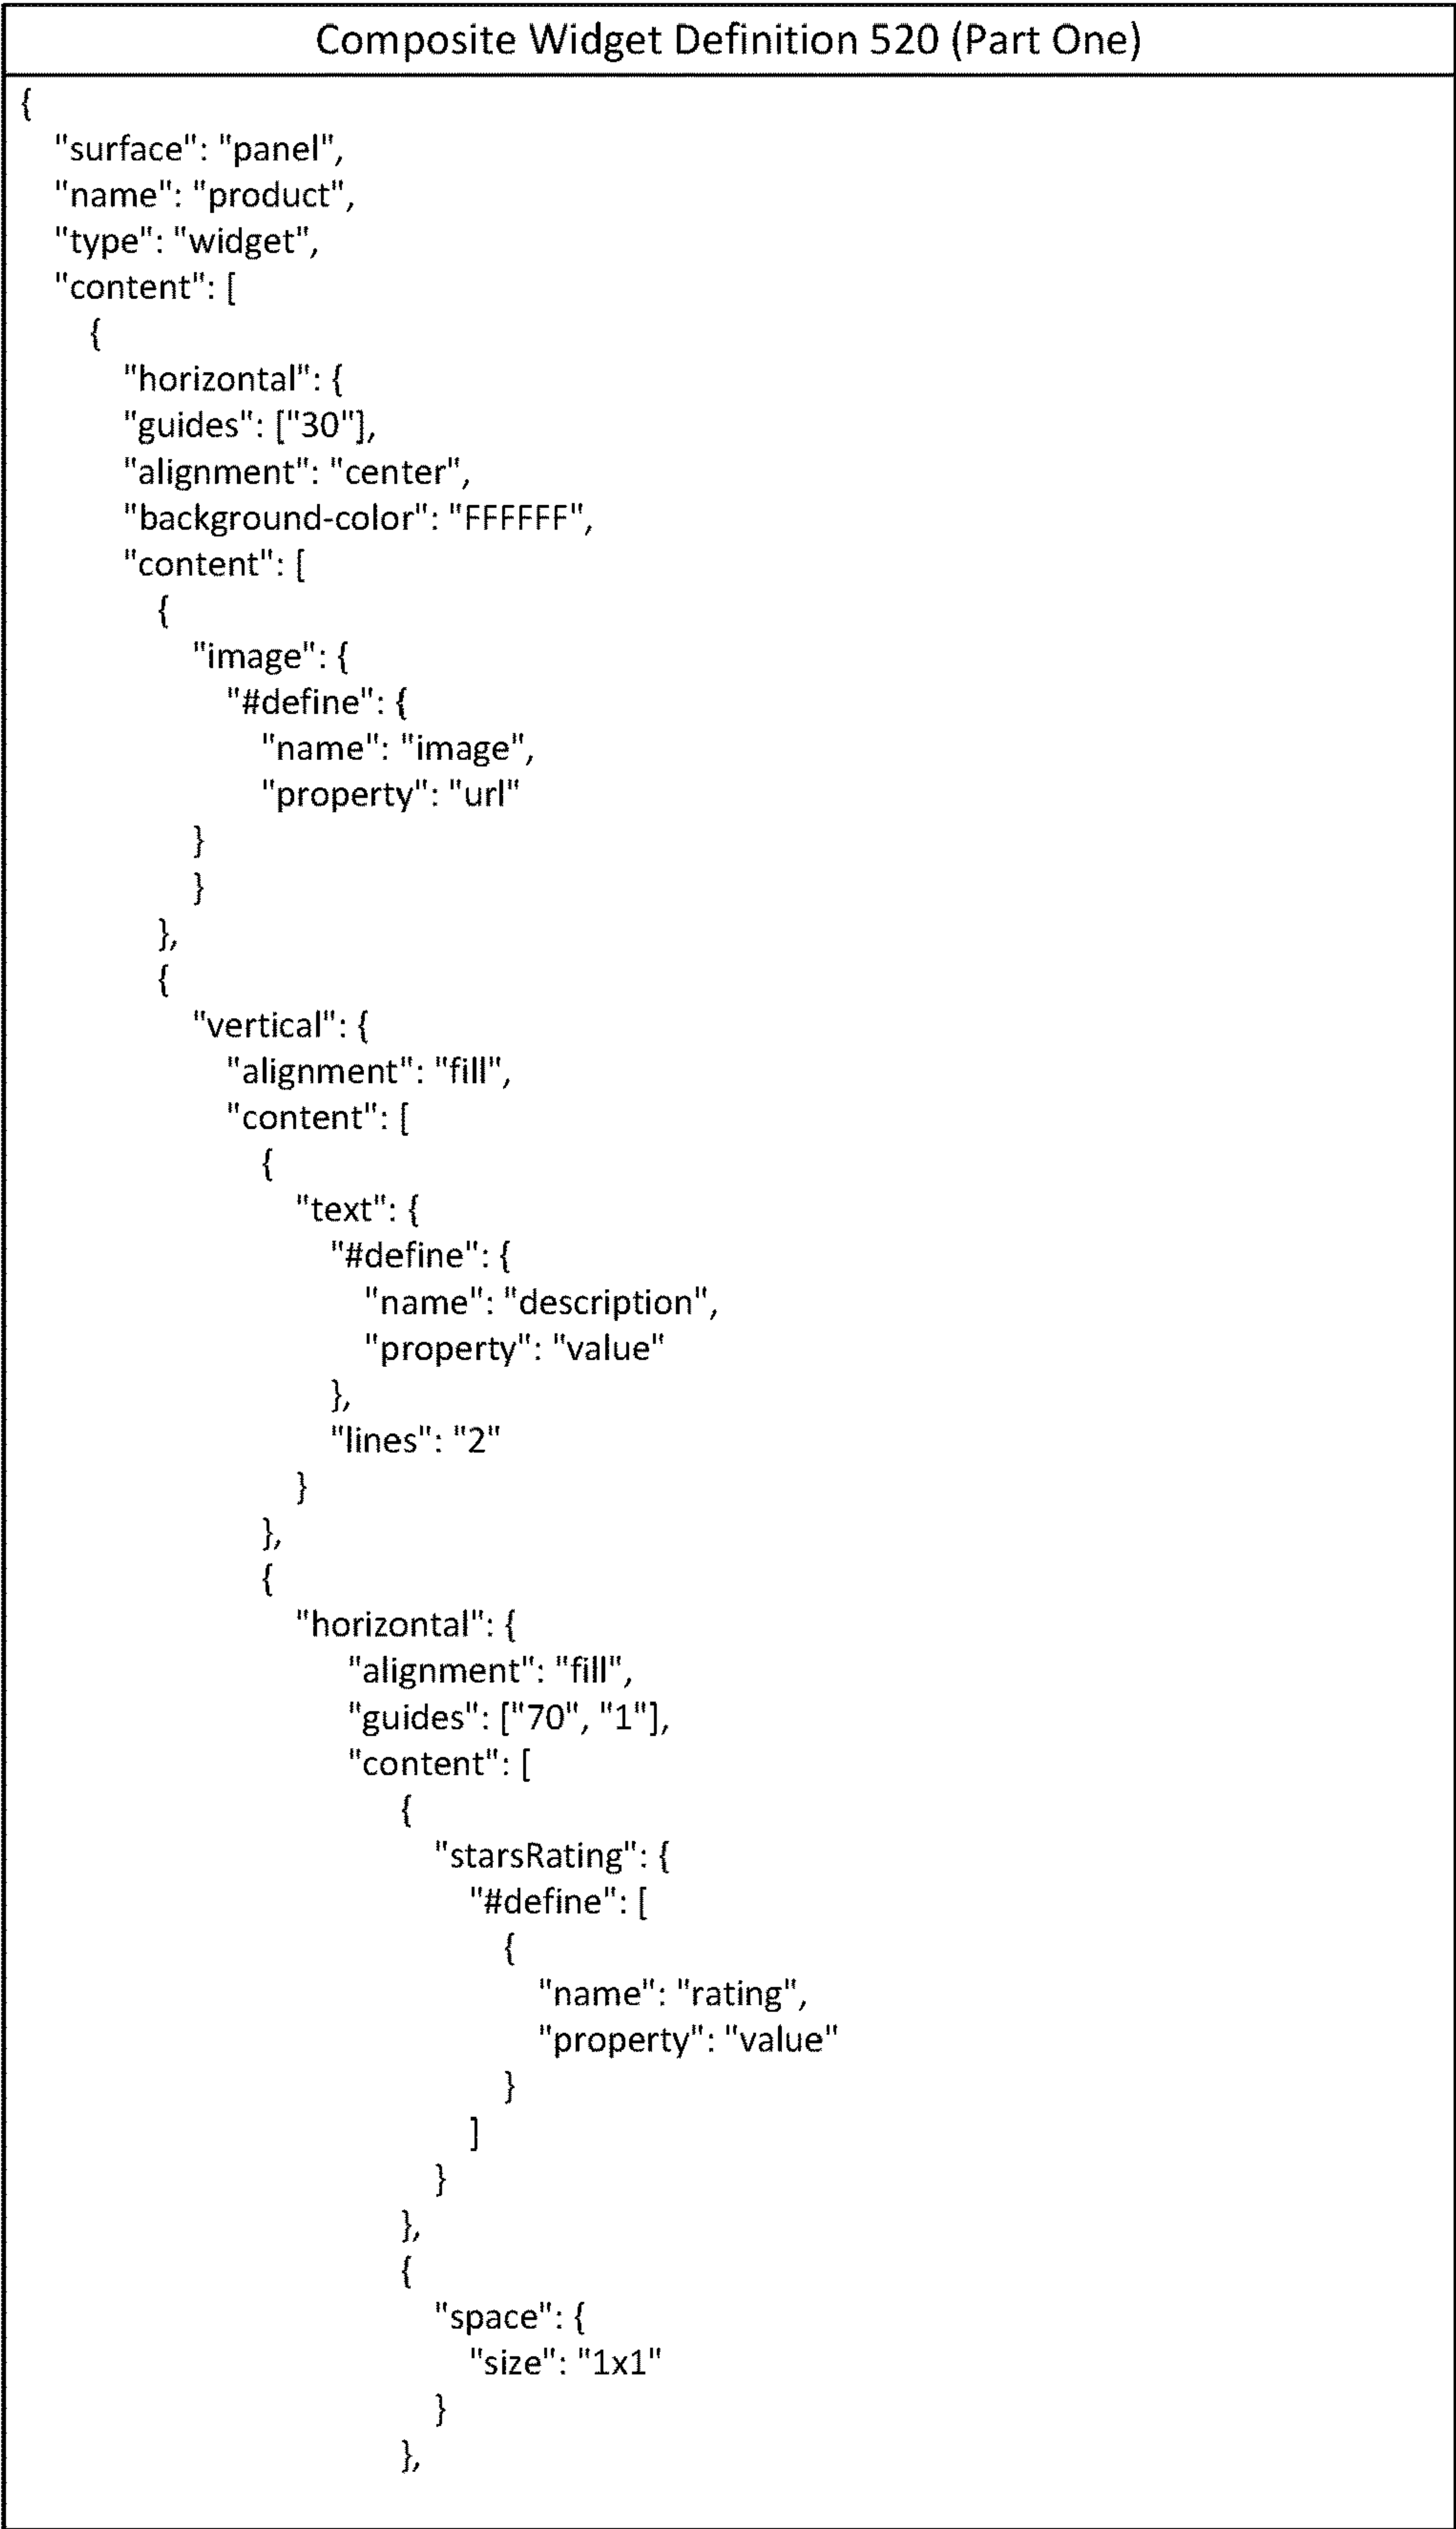 Composite Widget Definition 520 (Part One)
{
"surface": "panel",
"name": "product",
"type": "widget",
"content": [
{
"horizontal": {
"guides": ["30"],
"alignment": "center",
"background-color": "FFFFFF",
"content": [
{
"image": {
"#define": {
"name": "image",
"property": "url"
}
}
},
{
"vertical": {
"alignment": "fill",
"content": [
{
"text": {
"#define": {
"name": "description",
"property": "value"
},
"lines": "2"
}
},
{
"horizontal": {
"alignment": "fill",
"guides": ["70", "1"],
"content": [
{
"starsRating": {
"#define": [
{
"name": "rating",
"property": "value"
}
]
}
},
{
"space": {
"size": "1x1"
}
},